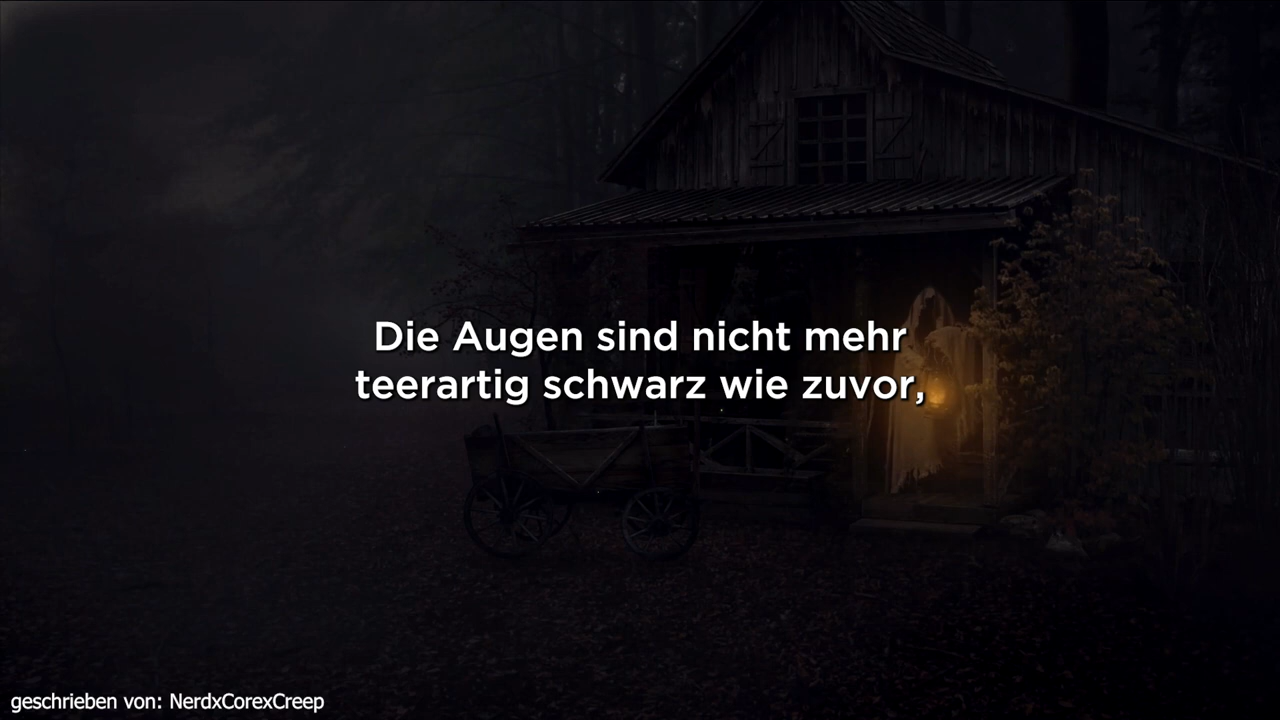 Die Augen sind nicht mehr
teerartig schwarz wie zuvor,
geschrieben von: NerdxCorexCreep